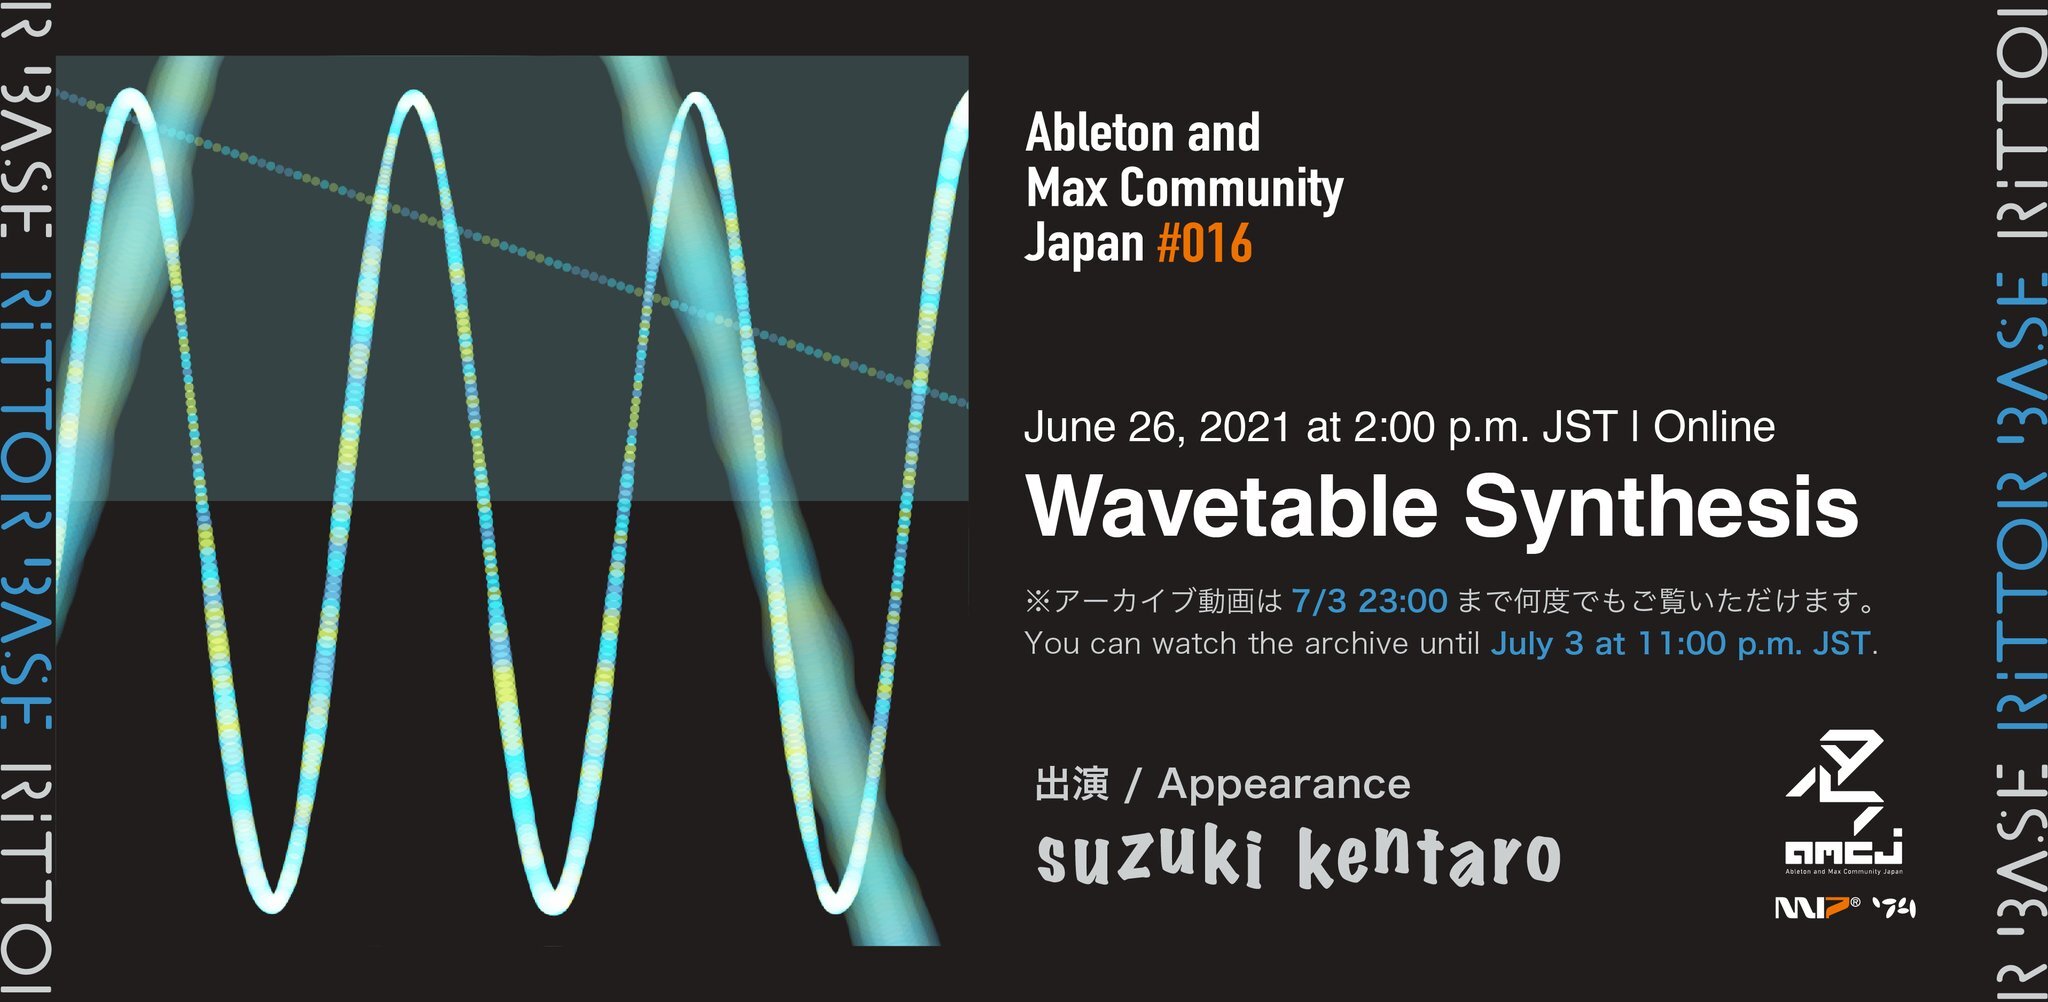 RITTOR BASE RITTOR BASE RITTOR
Ableton and
Max Community
Japan #016
June 26, 2021 at 2:00 p.m. JST | Online
Wavetable Synthesis
※アーカイブ動画は 7/3 23:00 まで何度でもご覧いただけます。
You can watch the archive until July 3 at 11:00 p.m. JST.
出演 / Appearance
suzuki kentaro
AMCJ
Ableton and Max Community Japan
MI7®
RITTOR BASE RITTOR BASE RITTOR